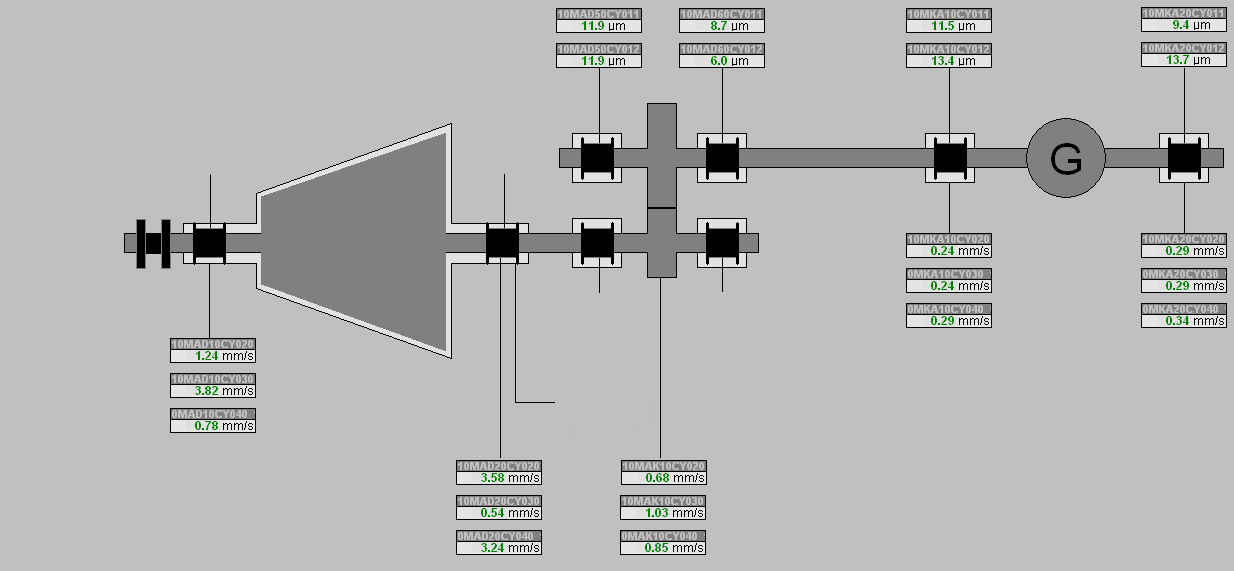 10MAD50CY011
11.9 µm
10MAD60CY011
8.7 µm
10MKA10CY011
11.5 µm
10MKA20CY011
9.4 µm
10MAD50CY012
11.9 µm
10MAD60CY012
6.0 µm
10MKA10CY012
13.4 µm
10MKA20CY012
13.7 µm
G
10MKA10CY020
0.24 mm/s
0MKA10CY030
0.24 mm/s
0MKA10CY040
0.29 mm/s
10MKA20CY020
0.29 mm/s
0MKA20CY030
0.29 mm/s
0MKA20CY040
0.34 mm/s
10MAD10CY020
1.24 mm/s
10MAD10CY030
3.82 mm/s
0MAD10CY040
0.78 mm/s
10MAD20CY020
3.58 mm/s
10MAD20CY030
0.54 mm/s
0MAD20CY040
3.24 mm/s
10MAK10CY020
0.68 mm/s
10MAK10CY030
1.03 mm/s
0MAK10CY040
0.85 mm/s